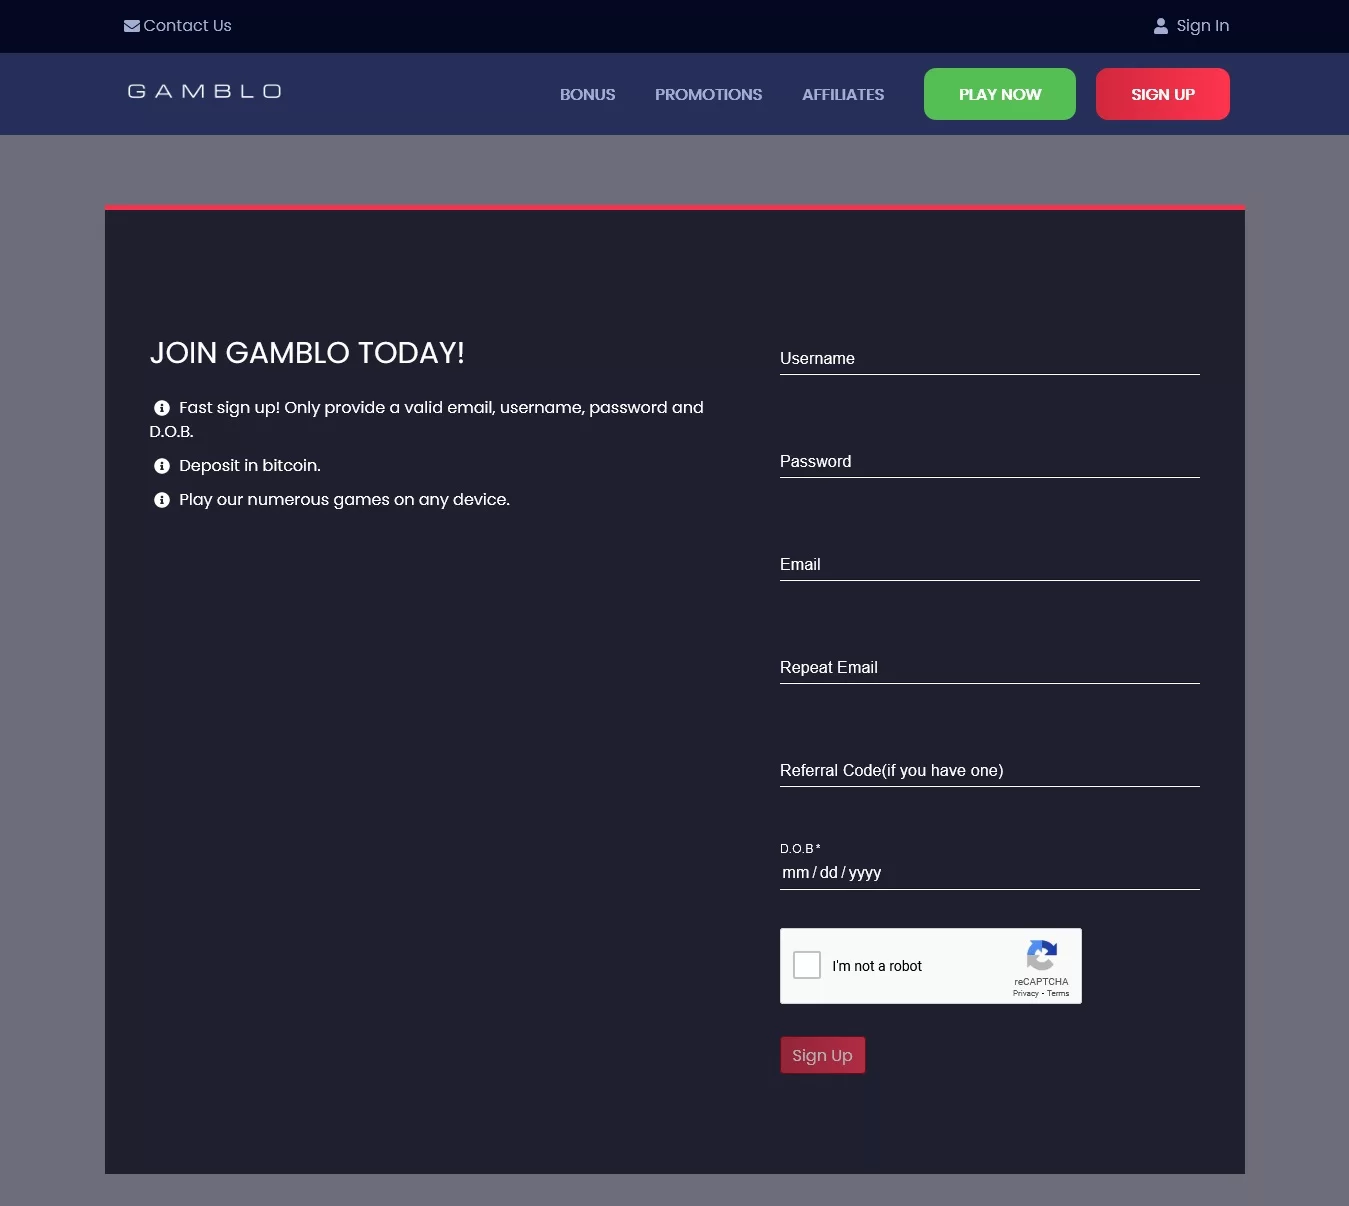 Contact Us
Sign In
GAMBLO
BONUS
PROMOTIONS
AFFILIATES
PLAY NOW
SIGN UP
JOIN GAMBLO TODAY!
Fast sign up! Only provide a valid email, username, password and
D.O.B.
Deposit in bitcoin.
Play our numerous games on any device.
Username
Password
Email
Repeat Email
Referral Code(if you have one)
D.O.B*
mm/dd/yyyy
I'm not a robot
reCAPTCHA
Privacy - Terms
Sign Up